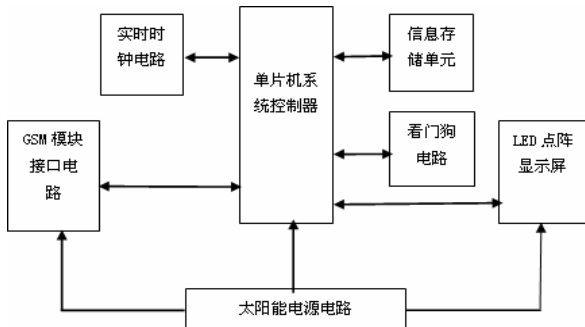 实时时
钟电路
单片机系
统控制器
信息存
储单元
看门狗
电路
GSM 模块
接口电
路
LED 点阵
显示屏
太阳能电源电路